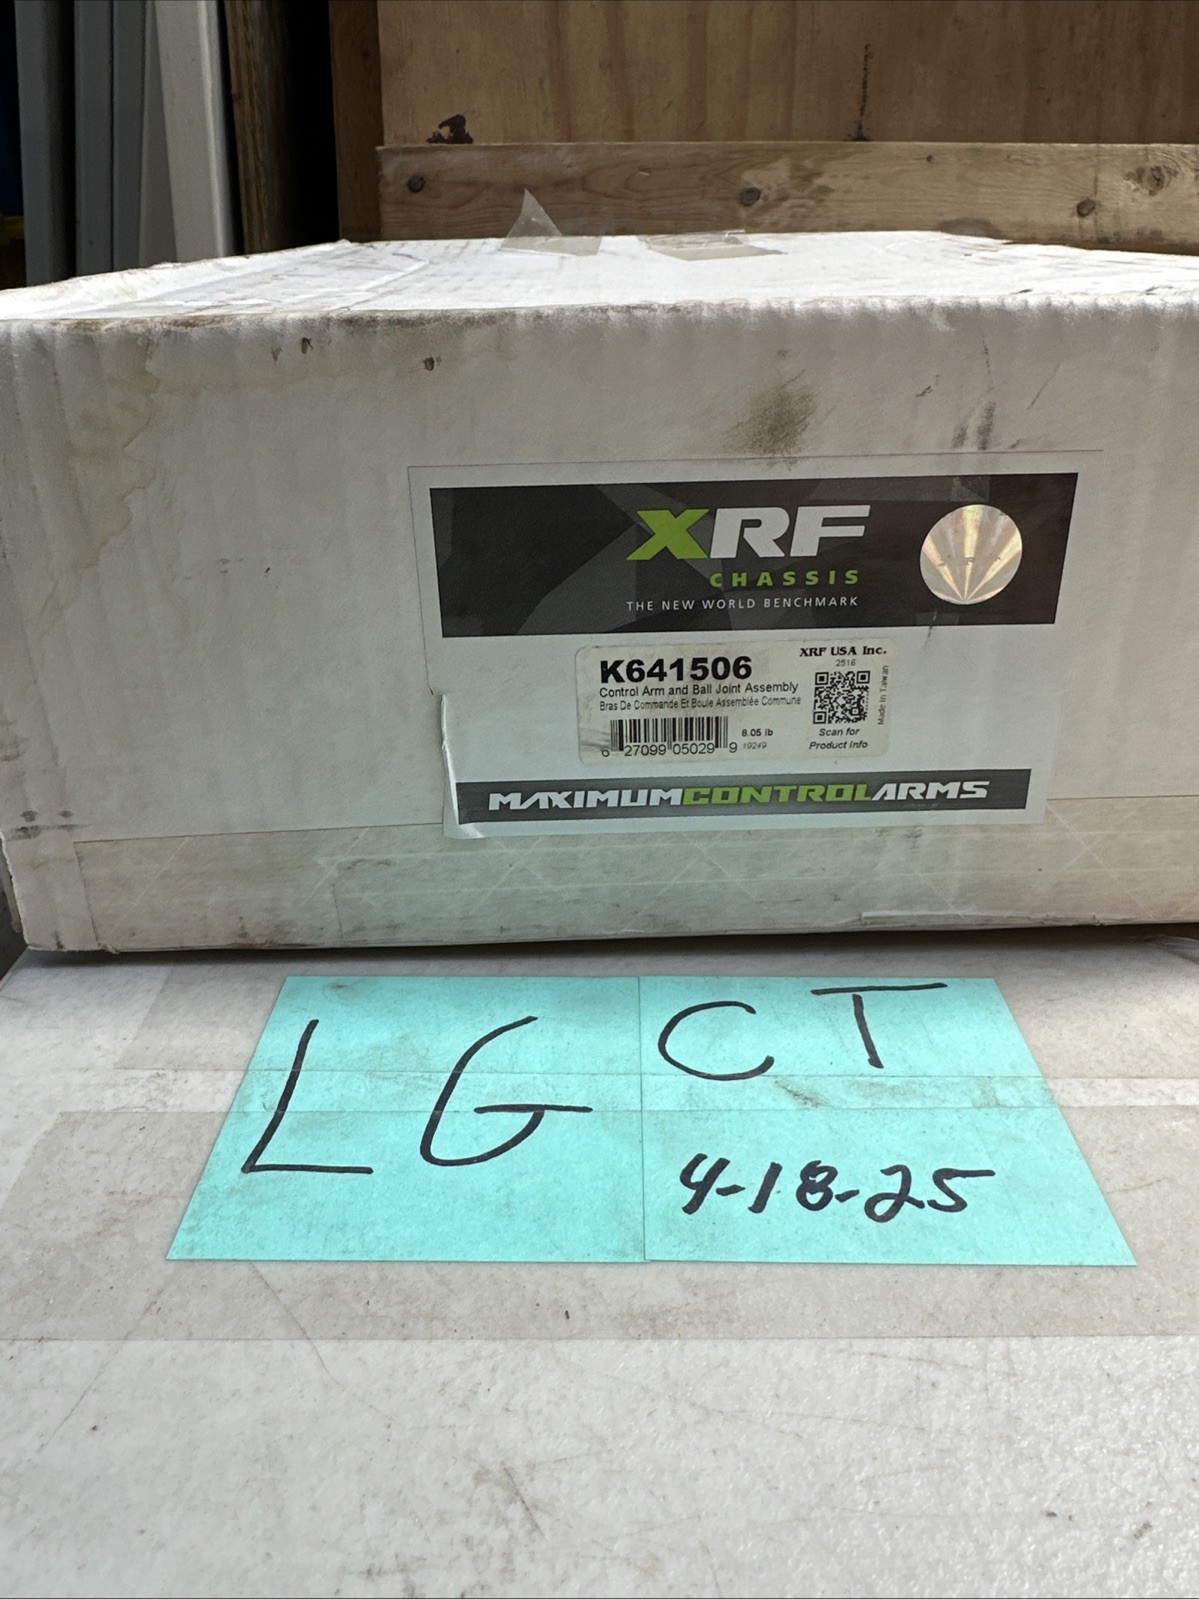 XRF
CHASSIS
THE NEW WORLD BENCHMARK
K641506
XRF USA Inc.
2516
Control Arm and Ball Joint Assembly
Bras De Commande Et Boule Assemblée Commune
Made In Taiwan
6 27099 05029 9
8.05 lb
19249
Scan for
Product Info
MAXIMUMCONTROLARMS
LG
CT
4-18-25